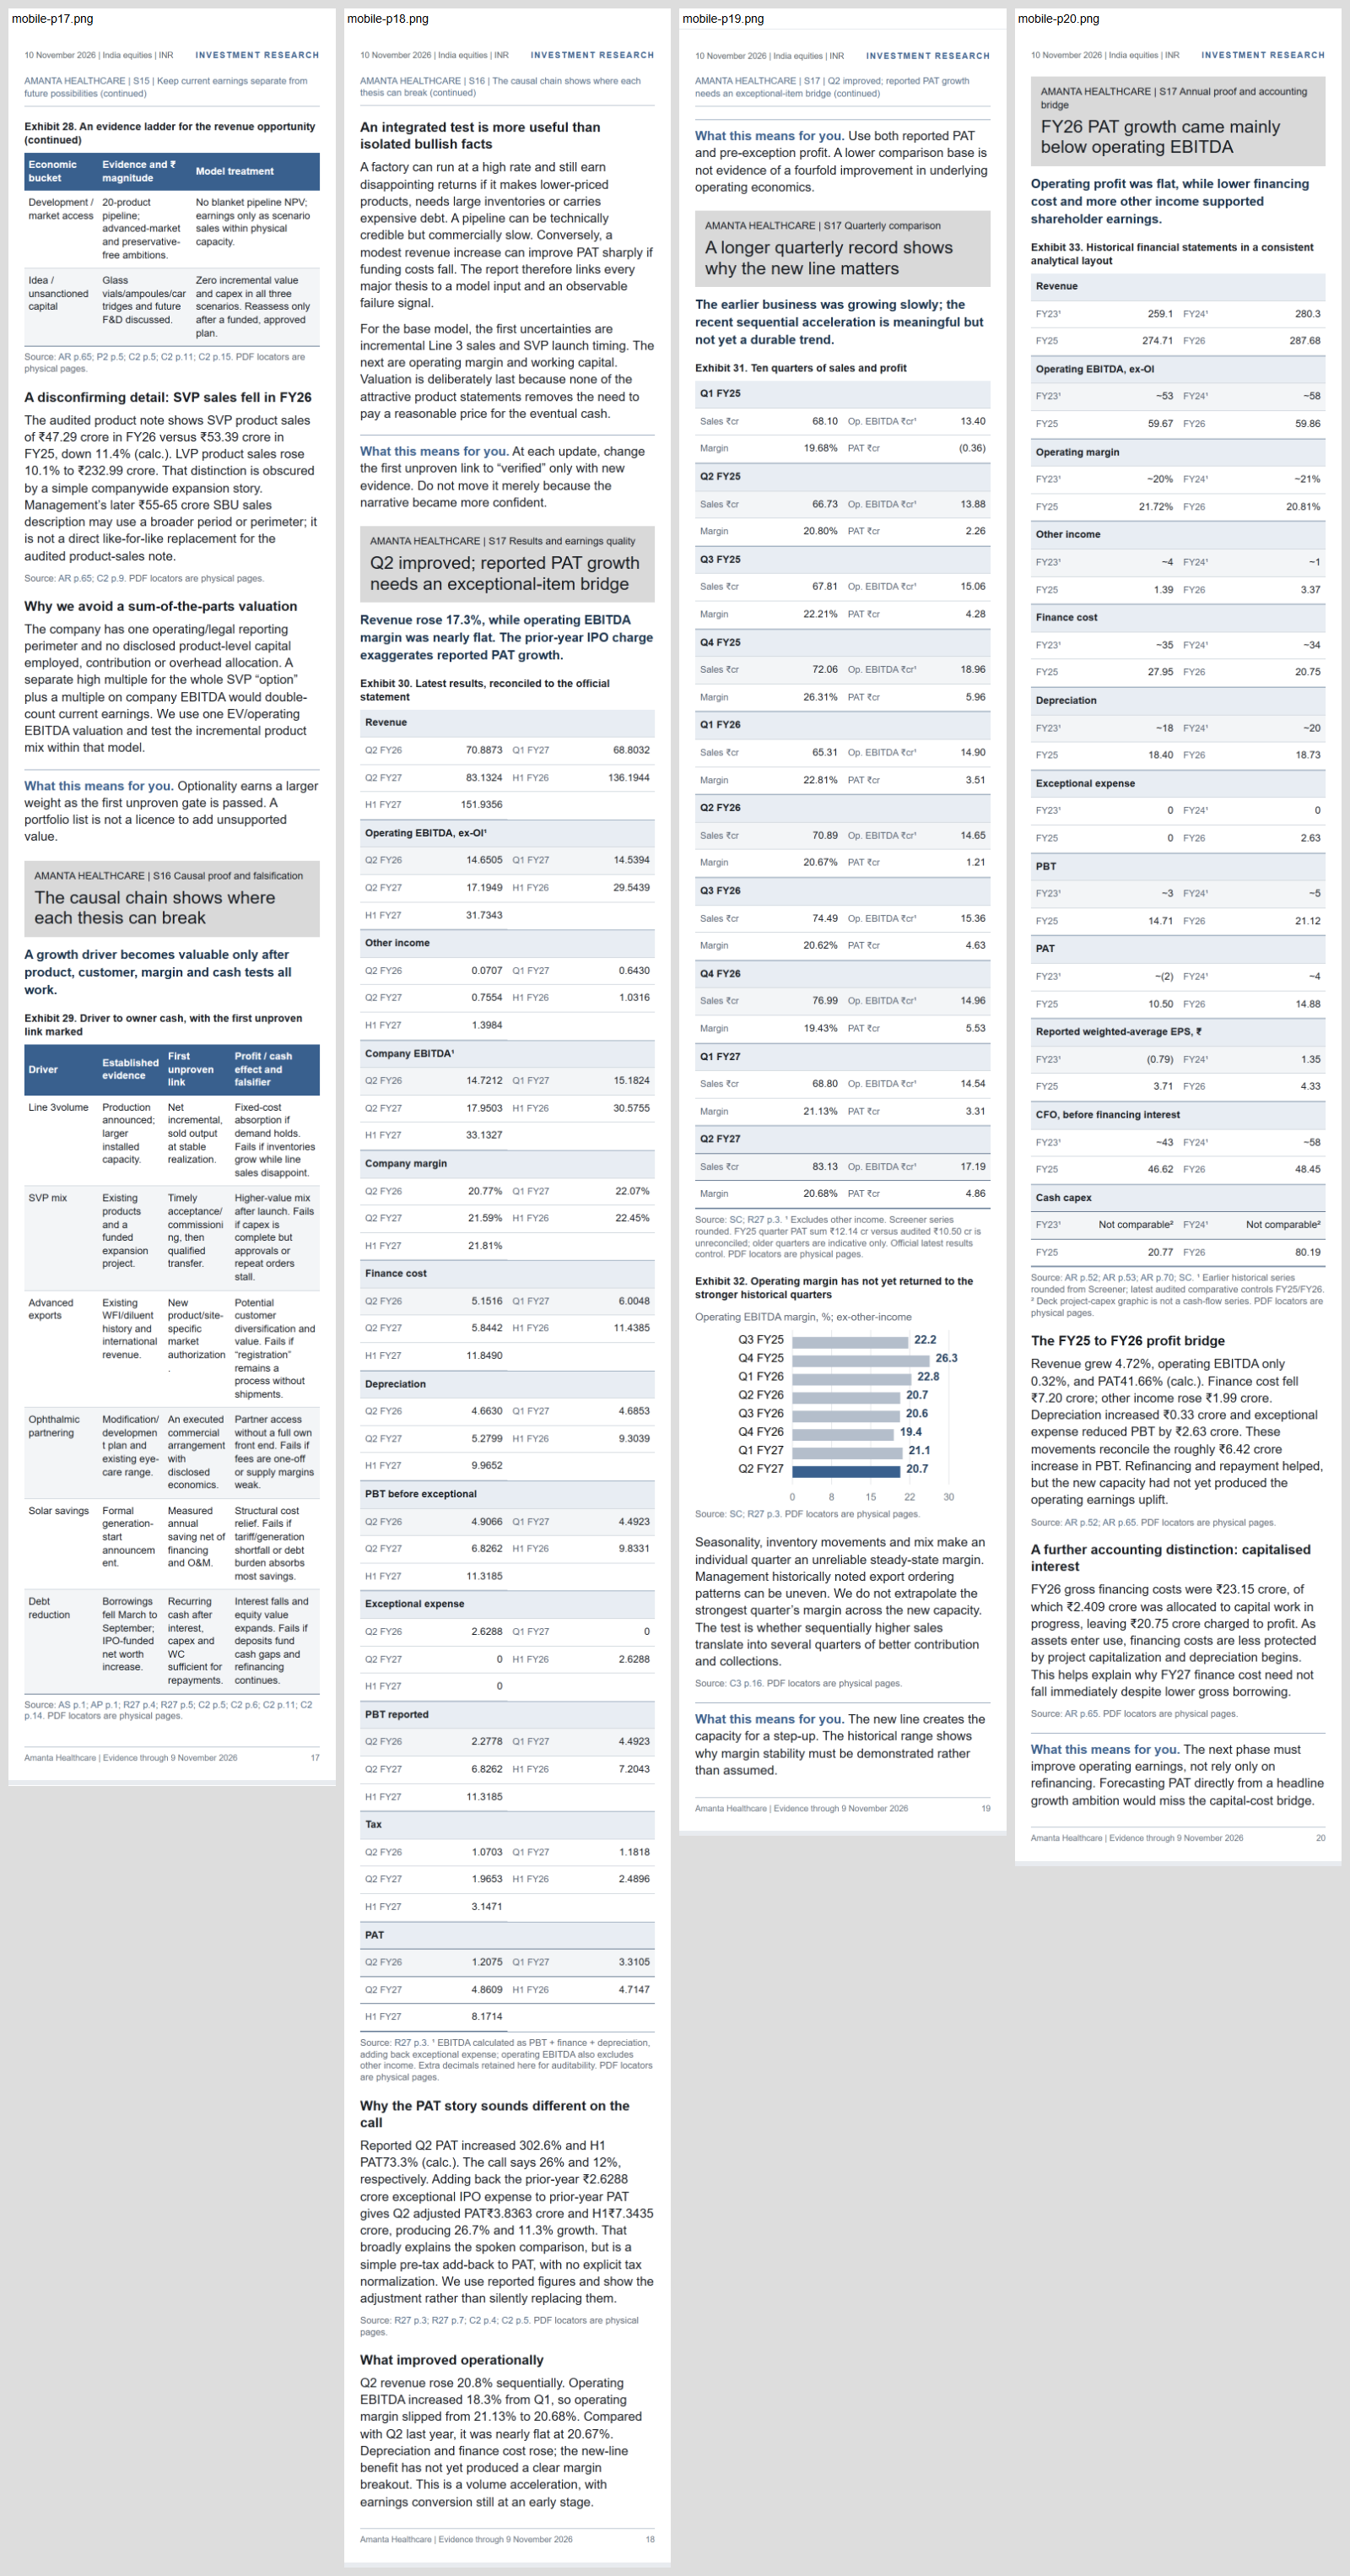 mobile-p17.png
10 November 2026 | India equities | INR INVESTMENT RESEARCH
AMANTA HEALTHCARE | S15 | Keep current earnings separate from
future possibilities (continued)
Exhibit 28. An evidence ladder for the revenue opportunity
(continued)
Economic bucket | Evidence and ₹ magnitude | Model treatment
Development / market access | 20-product pipeline; advanced-market and preservative-free ambitions. | No blanket pipeline NPV; earnings only as scenario sales within physical capacity.
Idea / unsanctioned capital | Glass vials/ampoules/cartridges and future F&D discussed. | Zero incremental value and capex in all three scenarios. Reassess only after a funded, approved plan.
Source: AR p.65; P2 p.5; C2 p.5; C2 p.11; C2 p.15. PDF locators are
physical pages.
A disconfirming detail: SVP sales fell in FY26
The audited product note shows SVP product sales
of ₹47.29 crore in FY26 versus ₹53.39 crore in
FY25, down 11.4% (calc.). LVP product sales rose
10.1% to ₹232.99 crore. That distinction is obscured
by a simple companywide expansion story.
Management's later ₹55-65 crore SBU sales
description may use a broader period or perimeter; it
is not a direct like-for-like replacement for the
audited product-sales note.
Source: AR p.65; C2 p.9. PDF locators are physical pages.
Why we avoid a sum-of-the-parts valuation
The company has one operating/legal reporting
perimeter and no disclosed product-level capital
employed, contribution or overhead allocation. A
separate high multiple for the whole SVP “option”
plus a multiple on company EBITDA would double-
count current earnings. We use one EV/operating
EBITDA valuation and test the incremental product
mix within that model.
What this means for you. Optionality earns a larger
weight as the first unproven gate is passed. A
portfolio list is not a licence to add unsupported
value.
AMANTA HEALTHCARE | S16 Causal proof and falsification
The causal chain shows where
each thesis can break
A growth driver becomes valuable only after
product, customer, margin and cash tests all
work.
Exhibit 29. Driver to owner cash, with the first unproven
link marked
Driver | Established evidence | First unproven link | Profit / cash effect and falsifier
Line 3volume | Production announced; larger installed capacity. | Net incremental, sold output at stable realization. | Fixed-cost absorption if demand holds. Fails if inventories grow while line sales disappoint.
SVP mix | Existing products and a funded expansion project. | Timely acceptance/commissioning, then qualified transfer. | Higher-value mix after launch. Fails if capex is complete but approvals or repeat orders stall.
Advanced exports | Existing WFI/diluent history and international revenue. | New product/site-specific market authorization. | Potential customer diversification and value. Fails if “registration” remains a process without shipments.
Ophthalmic partnering | Modification/development plan and existing eye-care range. | An executed commercial arrangement with disclosed economics. | Partner access without a full own front end. Fails if fees are one-off or supply margins weak.
Solar savings | Formal generation-start announcement. | Measured annual saving net of financing and O&M. | Structural cost relief. Fails if tariff/generation shortfall or debt burden absorbs most savings.
Debt reduction | Borrowings fell March to September; IPO-funded net worth increase. | Recurring cash after interest, capex and WC sufficient for repayments. | Interest falls and equity value expands. Fails if deposits fund cash gaps and refinancing continues.
Source: AS p.1; AP p.1; R27 p.4; R27 p.5; C2 p.5; C2 p.6; C2 p.11; C2
p.14. PDF locators are physical pages.
Amanta Healthcare | Evidence through 9 November 2026 17
mobile-p18.png
10 November 2026 | India equities | INR INVESTMENT RESEARCH
AMANTA HEALTHCARE | S16 | The causal chain shows where each
thesis can break (continued)
An integrated test is more useful than
isolated bullish facts
A factory can run at a high rate and still earn
disappointing returns if it makes lower-priced
products, needs large inventories or carries
expensive debt. A pipeline can be technically
credible but commercially slow. Conversely, a
modest revenue increase can improve PAT sharply if
funding costs fall. The report therefore links every
major thesis to a model input and an observable
failure signal.
For the base model, the first uncertainties are
incremental Line 3 sales and SVP launch timing. The
next are operating margin and working capital.
Valuation is deliberately last because none of the
attractive product statements removes the need to
pay a reasonable price for the eventual cash.
What this means for you. At each update, change
the first unproven link to “verified” only with new
evidence. Do not move it merely because the
narrative became more confident.
AMANTA HEALTHCARE | S17 Results and earnings quality
Q2 improved; reported PAT growth
needs an exceptional-item bridge
Revenue rose 17.3%, while operating EBITDA
margin was nearly flat. The prior-year IPO charge
exaggerates reported PAT growth.
Exhibit 30. Latest results, reconciled to the official
statement
Revenue
Q2 FY26 70.8873 Q1 FY27 68.8032
Q2 FY27 83.1324 H1 FY26 136.1944
H1 FY27 151.9356
Operating EBITDA, ex-OI¹
Q2 FY26 14.6505 Q1 FY27 14.5394
Q2 FY27 17.1949 H1 FY26 29.5439
H1 FY27 31.7343
Other income
Q2 FY26 0.0707 Q1 FY27 0.6430
Q2 FY27 0.7554 H1 FY26 1.0316
H1 FY27 1.3984
Company EBITDA¹
Q2 FY26 14.7212 Q1 FY27 15.1824
Q2 FY27 17.9503 H1 FY26 30.5755
H1 FY27 33.1327
Company margin
Q2 FY26 20.77% Q1 FY27 22.07%
Q2 FY27 21.59% H1 FY26 22.45%
H1 FY27 21.81%
Finance cost
Q2 FY26 5.1516 Q1 FY27 6.0048
Q2 FY27 5.8442 H1 FY26 11.4385
H1 FY27 11.8490
Depreciation
Q2 FY26 4.6630 Q1 FY27 4.6853
Q2 FY27 5.2799 H1 FY26 9.3039
H1 FY27 9.9652
PBT before exceptional
Q2 FY26 4.9066 Q1 FY27 4.4923
Q2 FY27 6.8262 H1 FY26 9.8331
H1 FY27 11.3185
Exceptional expense
Q2 FY26 2.6288 Q1 FY27 0
Q2 FY27 0 H1 FY26 2.6288
H1 FY27 0
PBT reported
Q2 FY26 2.2778 Q1 FY27 4.4923
Q2 FY27 6.8262 H1 FY26 7.2043
H1 FY27 11.3185
Tax
Q2 FY26 1.0703 Q1 FY27 1.1818
Q2 FY27 1.9653 H1 FY26 2.4896
H1 FY27 3.1471
PAT
Q2 FY26 1.2075 Q1 FY27 3.3105
Q2 FY27 4.8609 H1 FY26 4.7147
H1 FY27 8.1714
Source: R27 p.3. ¹ EBITDA calculated as PBT + finance + depreciation,
adding back exceptional expense; operating EBITDA also excludes
other income. Extra decimals retained here for auditability. PDF locators
are physical pages.
Why the PAT story sounds different on the
call
Reported Q2 PAT increased 302.6% and H1
PAT73.3% (calc.). The call says 26% and 12%,
respectively. Adding back the prior-year ₹2.6288
crore exceptional IPO expense to prior-year PAT
gives Q2 adjusted PAT₹3.8363 crore and H1₹7.3435
crore, producing 26.7% and 11.3% growth. That
broadly explains the spoken comparison, but is a
simple pre-tax add-back to PAT, with no explicit tax
normalization. We use reported figures and show the
adjustment rather than silently replacing them.
Source: R27 p.3; R27 p.7; C2 p.4; C2 p.5. PDF locators are physical
pages.
What improved operationally
Q2 revenue rose 20.8% sequentially. Operating
EBITDA increased 18.3% from Q1, so operating
margin slipped from 21.13% to 20.68%. Compared
with Q2 last year, it was nearly flat at 20.67%.
Depreciation and finance cost rose; the new-line
benefit has not yet produced a clear margin
breakout. This is a volume acceleration, with
earnings conversion still at an early stage.
Amanta Healthcare | Evidence through 9 November 2026 18
mobile-p19.png
10 November 2026 | India equities | INR INVESTMENT RESEARCH
AMANTA HEALTHCARE | S17 | Q2 improved; reported PAT growth
needs an exceptional-item bridge (continued)
What this means for you. Use both reported PAT
and pre-exception profit. A lower comparison base is
not evidence of a fourfold improvement in underlying
operating economics.
AMANTA HEALTHCARE | S17 Quarterly comparison
A longer quarterly record shows
why the new line matters
The earlier business was growing slowly; the
recent sequential acceleration is meaningful but
not yet a durable trend.
Exhibit 31. Ten quarters of sales and profit
Q1 FY25
Sales ₹cr 68.10 Op. EBITDA ₹cr¹ 13.40
Margin 19.68% PAT ₹cr (0.36)
Q2 FY25
Sales ₹cr 66.73 Op. EBITDA ₹cr¹ 13.88
Margin 20.80% PAT ₹cr 2.26
Q3 FY25
Sales ₹cr 67.81 Op. EBITDA ₹cr¹ 15.06
Margin 22.21% PAT ₹cr 4.28
Q4 FY25
Sales ₹cr 72.06 Op. EBITDA ₹cr¹ 18.96
Margin 26.31% PAT ₹cr 5.96
Q1 FY26
Sales ₹cr 65.31 Op. EBITDA ₹cr¹ 14.90
Margin 22.81% PAT ₹cr 3.51
Q2 FY26
Sales ₹cr 70.89 Op. EBITDA ₹cr¹ 14.65
Margin 20.67% PAT ₹cr 1.21
Q3 FY26
Sales ₹cr 74.49 Op. EBITDA ₹cr¹ 15.36
Margin 20.62% PAT ₹cr 4.63
Q4 FY26
Sales ₹cr 76.99 Op. EBITDA ₹cr¹ 14.96
Margin 19.43% PAT ₹cr 5.53
Q1 FY27
Sales ₹cr 68.80 Op. EBITDA ₹cr¹ 14.54
Margin 21.13% PAT ₹cr 3.31
Q2 FY27
Sales ₹cr 83.13 Op. EBITDA ₹cr¹ 17.19
Margin 20.68% PAT ₹cr 4.86
Source: SC; R27 p.3. ¹ Excludes other income. Screener series
rounded. FY25 quarter PAT sum ₹12.14 cr versus audited ₹10.50 cr is
unreconciled; older quarters are indicative only. Official latest results
control. PDF locators are physical pages.
Exhibit 32. Operating margin has not yet returned to the
stronger historical quarters
Operating EBITDA margin, %; ex-other-income
Q3 FY25 22.2
Q4 FY25 26.3
Q1 FY26 22.8
Q2 FY26 20.7
Q3 FY26 20.6
Q4 FY26 19.4
Q1 FY27 21.1
Q2 FY27 20.7
0 8 15 22 30
Source: SC; R27 p.3. PDF locators are physical pages.
Seasonality, inventory movements and mix make an
individual quarter an unreliable steady-state margin.
Management historically noted export ordering
patterns can be uneven. We do not extrapolate the
strongest quarter's margin across the new capacity.
The test is whether sequentially higher sales
translate into several quarters of better contribution
and collections.
Source: C3 p.16. PDF locators are physical pages.
What this means for you. The new line creates the
capacity for a step-up. The historical range shows
why margin stability must be demonstrated rather
than assumed.
Amanta Healthcare | Evidence through 9 November 2026 19
mobile-p20.png
10 November 2026 | India equities | INR INVESTMENT RESEARCH
AMANTA HEALTHCARE | S17 Annual proof and accounting
bridge
FY26 PAT growth came mainly
below operating EBITDA
Operating profit was flat, while lower financing
cost and more other income supported
shareholder earnings.
Exhibit 33. Historical financial statements in a consistent
analytical layout
Revenue
FY23¹ 259.1 FY24¹ 280.3
FY25 274.71 FY26 287.68
Operating EBITDA, ex-OI
FY23¹ ~53 FY24¹ ~58
FY25 59.67 FY26 59.86
Operating margin
FY23¹ ~20% FY24¹ ~21%
FY25 21.72% FY26 20.81%
Other income
FY23¹ ~4 FY24¹ ~1
FY25 1.39 FY26 3.37
Finance cost
FY23¹ ~35 FY24¹ ~34
FY25 27.95 FY26 20.75
Depreciation
FY23¹ ~18 FY24¹ ~20
FY25 18.40 FY26 18.73
Exceptional expense
FY23¹ 0 FY24¹ 0
FY25 0 FY26 2.63
PBT
FY23¹ ~3 FY24¹ ~5
FY25 14.71 FY26 21.12
PAT
FY23¹ ~(2) FY24¹ ~4
FY25 10.50 FY26 14.88
Reported weighted-average EPS, ₹
FY23¹ (0.79) FY24¹ 1.35
FY25 3.71 FY26 4.33
CFO, before financing interest
FY23¹ ~43 FY24¹ ~58
FY25 46.62 FY26 48.45
Cash capex
FY23¹ Not comparable² FY24¹ Not comparable²
FY25 20.77 FY26 80.19
Source: AR p.52; AR p.53; AR p.70; SC. ¹ Earlier historical series
rounded from Screener; latest audited comparative controls FY25/FY26.
² Deck project-capex graphic is not a cash-flow series. PDF locators are
physical pages.
The FY25 to FY26 profit bridge
Revenue grew 4.72%, operating EBITDA only
0.32%, and PAT41.66% (calc.). Finance cost fell
₹7.20 crore; other income rose ₹1.99 crore.
Depreciation increased ₹0.33 crore and exceptional
expense reduced PBT by ₹2.63 crore. These
movements reconcile the roughly ₹6.42 crore
increase in PBT. Refinancing and repayment helped,
but the new capacity had not yet produced the
operating earnings uplift.
Source: AR p.52; AR p.65. PDF locators are physical pages.
A further accounting distinction: capitalised
interest
FY26 gross financing costs were ₹23.15 crore, of
which ₹2.409 crore was allocated to capital work in
progress, leaving ₹20.75 crore charged to profit. As
assets enter use, financing costs are less protected
by project capitalization and depreciation begins.
This helps explain why FY27 finance cost need not
fall immediately despite lower gross borrowing.
Source: AR p.65. PDF locators are physical pages.
What this means for you. The next phase must
improve operating earnings, not rely only on
refinancing. Forecasting PAT directly from a headline
growth ambition would miss the capital-cost bridge.
Amanta Healthcare | Evidence through 9 November 2026 20